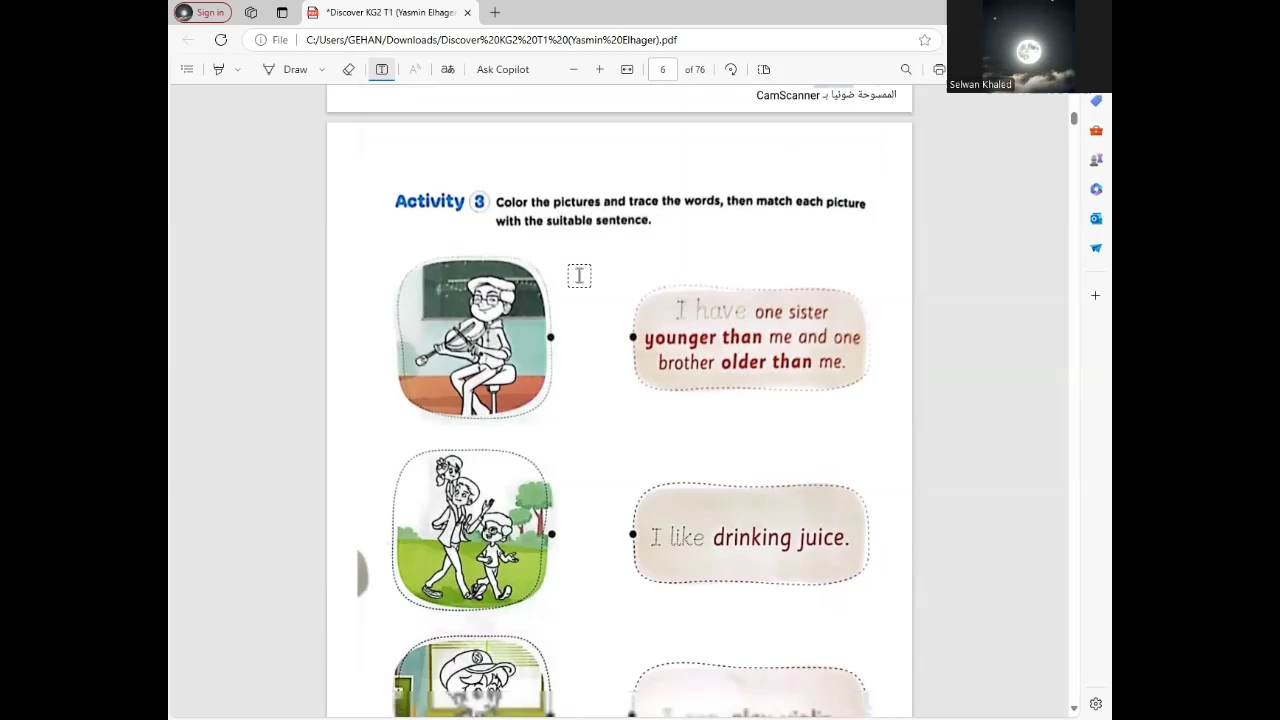 Sign in
*Discover KG2 T1 (Yasmin Elhager
File
C:/Users/GEHAN/Downloads/Discover%20KG2%20T1%20(Yasmin%20Elhager).pdf
Draw
Ask Copilot
6
of 76
Selwan Khaled
الممسوحة ضوئيا بـ CamScanner
Activity 3 Color the pictures and trace the words, then match each picture
with the suitable sentence.
I have one sister
younger than me and one
brother older than me.
I like drinking juice.
I can play violin